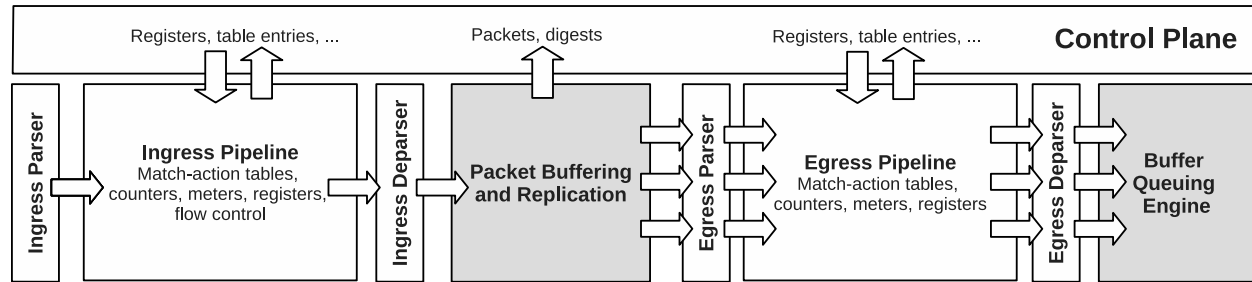 Registers, table entries, ...
Packets, digests
Registers, table entries, ...
Control Plane
Ingress Parser
Ingress Pipeline
Match-action tables,
counters, meters, registers,
flow control
Ingress Deparser
Packet Buffering
and Replication
Egress Parser
Egress Pipeline
Match-action tables,
counters, meters, registers
Egress Deparser
Buffer
Queuing
Engine